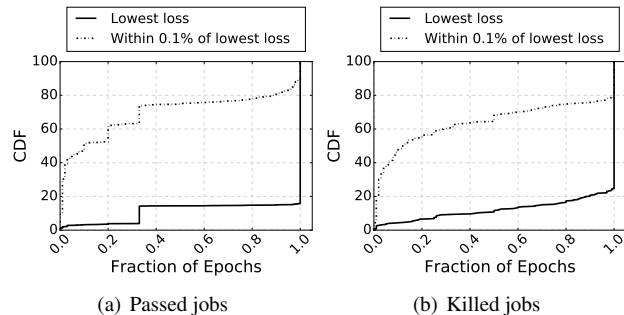 Lowest loss
Within 0.1% of lowest loss
Lowest loss
Within 0.1% of lowest loss
100
80
60
40
20
0
CDF
0.0 0.2 0.4 0.6 0.8 1.0
Fraction of Epochs
100
80
60
40
20
0
CDF
0.0 0.2 0.4 0.6 0.8 1.0
Fraction of Epochs
(a) Passed jobs
(b) Killed jobs